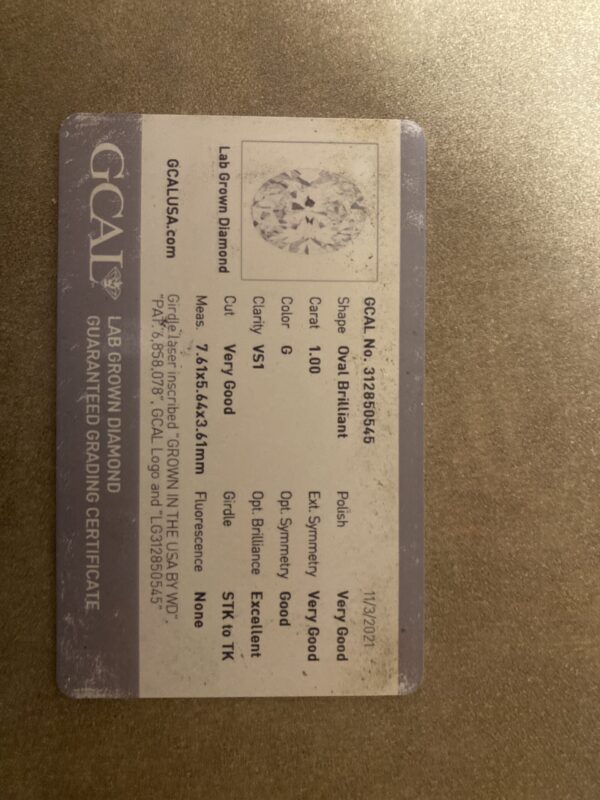 GCAL No. 312850545 11/3/2021
Shape Oval Brilliant Polish Very Good
Carat 1.00 Ext. Symmetry Very Good
Color G Opt. Symmetry Good
Clarity VS1 Opt. Brilliance Excellent
Lab Grown Diamond Cut Very Good Girdle STK to TK
Meas. 7.61x5.64x3.61mm Fluorescence None
GCALUSA.com Girdle laser inscribed "GROWN IN THE USA BY WD",
"PAT. 6,858,078" GCAL Logo and "LG312850545"
GCAL LAB GROWN DIAMOND
GUARANTEED GRADING CERTIFICATE